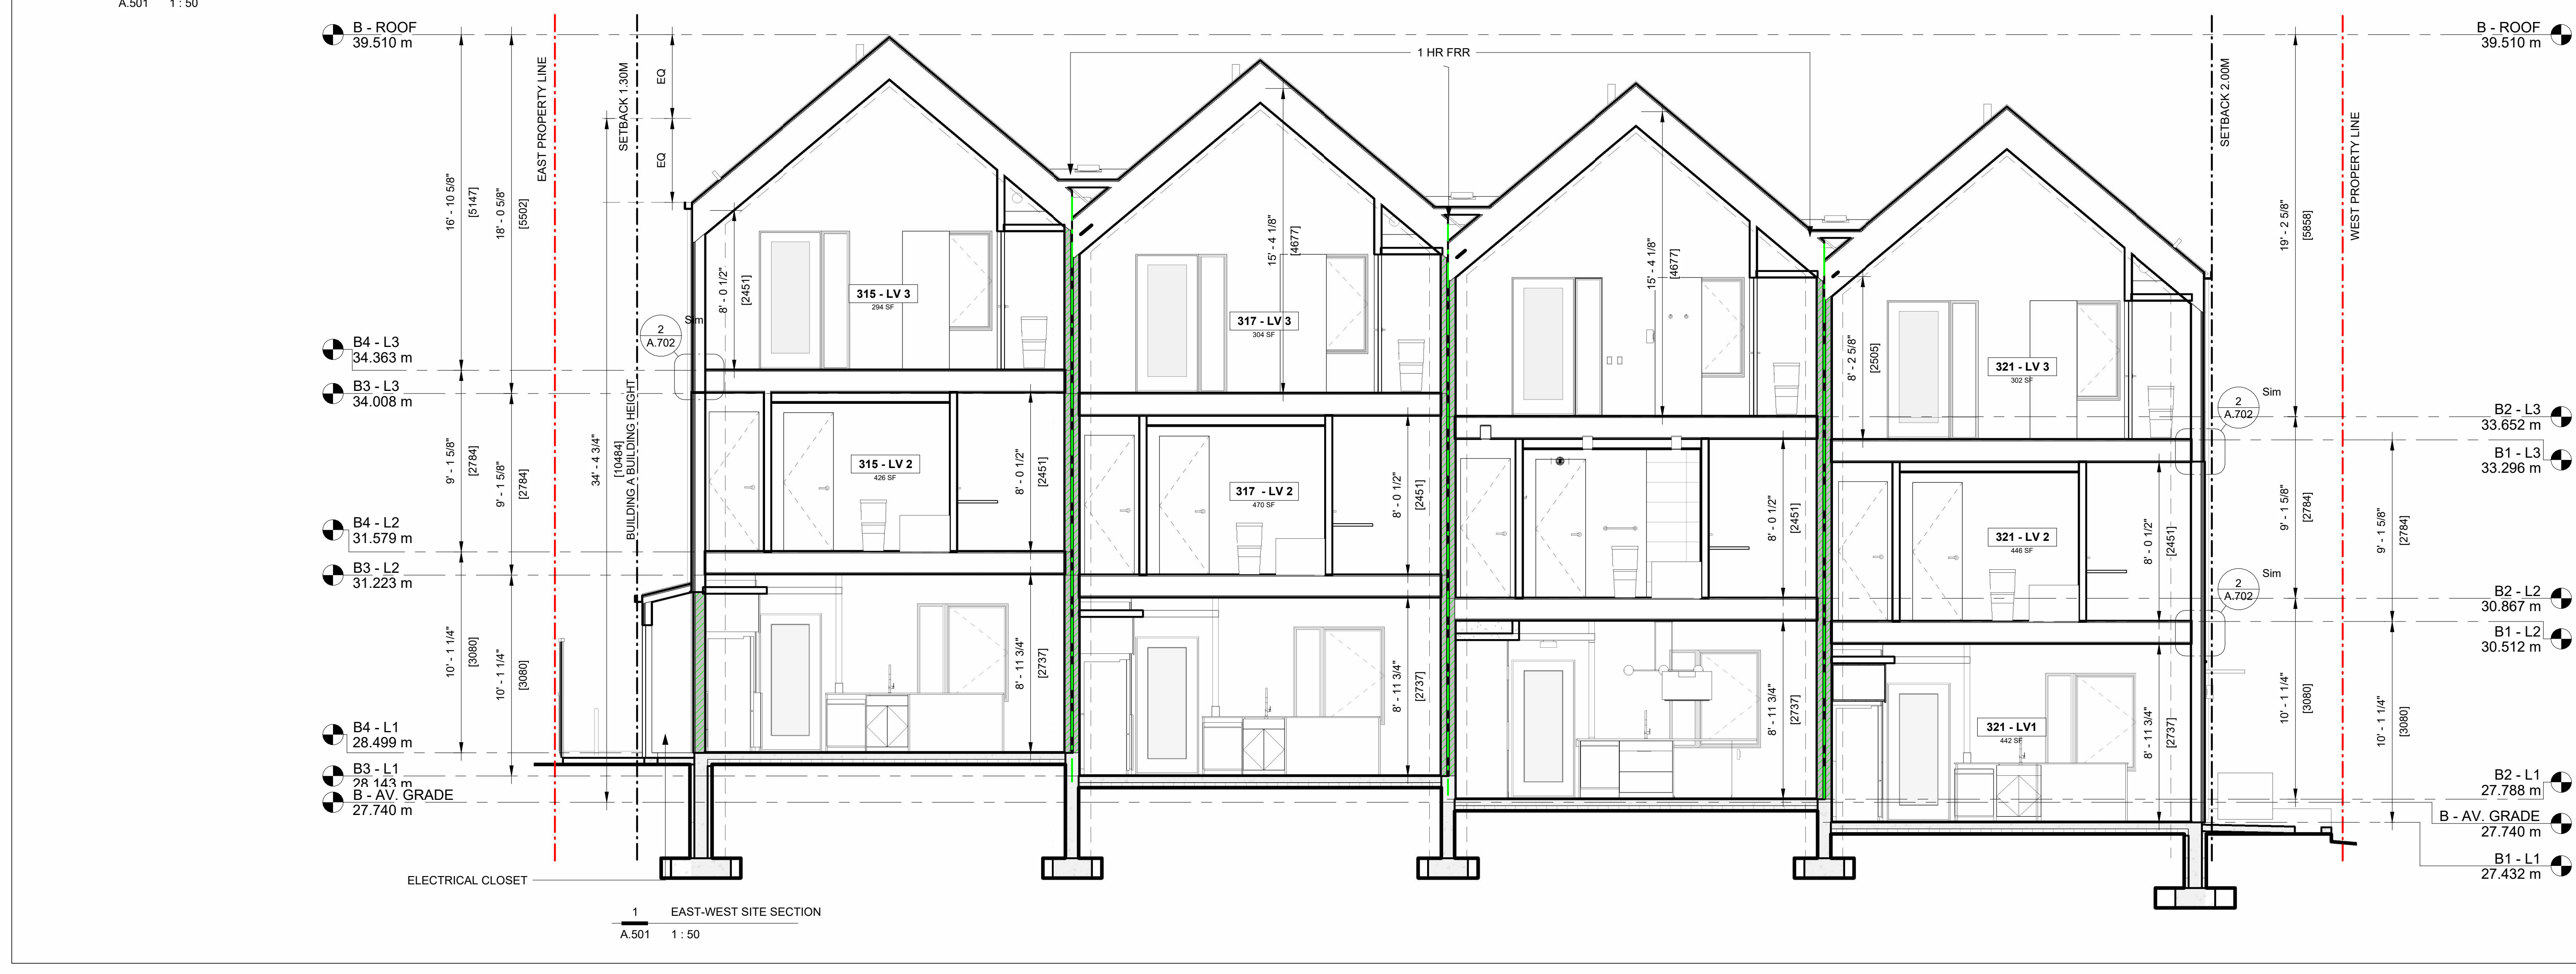 A.501 1 : 50
B - ROOF
39.510 m
B4 - L3
34.363 m
B3 - L3
34.008 m
B4 - L2
31.579 m
B3 - L2
31.223 m
B4 - L1
28.499 m
B3 - L1
28.143 m
B - AV. GRADE
27.740 m
16' - 10 5/8"
[5147]
18' - 0 5/8"
[5502]
9' - 1 5/8"
[2784]
9' - 1 5/8"
[2784]
10' - 1 1/4"
[3080]
10' - 1 1/4"
[3080]
EAST PROPERTY LINE
SETBACK 1.30M
EQ
EQ
34' - 4 3/4"
[10484]
BUILDING A BUILDING HEIGHT
2
A.702
Sim
1 HR FRR
8' - 0 1/2"
[2451]
315 - LV 3
294 SF
315 - LV 2
426 SF
8' - 0 1/2"
[2451]
8' - 11 3/4"
[2737]
15' - 4 1/8"
[4677]
317 - LV 3
304 SF
317 - LV 2
470 SF
8' - 0 1/2"
[2451]
8' - 11 3/4"
[2737]
15' - 4 1/8"
[4677]
8' - 0 1/2"
[2451]
8' - 11 3/4"
[2737]
8' - 2 5/8"
[2505]
321 - LV 3
302 SF
321 - LV 2
446 SF
8' - 0 1/2"
[2451]
321 - LV1
442 SF
8' - 11 3/4"
[2737]
SETBACK 2.00M
WEST PROPERTY LINE
2
A.702
Sim
2
A.702
Sim
19' - 2 5/8"
[5858]
9' - 1 5/8"
[2784]
9' - 1 5/8"
[2784]
10' - 1 1/4"
[3080]
10' - 1 1/4"
[3080]
B - ROOF
39.510 m
B2 - L3
33.652 m
B1 - L3
33.296 m
B2 - L2
30.867 m
B1 - L2
30.512 m
B2 - L1
27.788 m
B - AV. GRADE
27.740 m
B1 - L1
27.432 m
ELECTRICAL CLOSET
1 EAST-WEST SITE SECTION
A.501 1 : 50